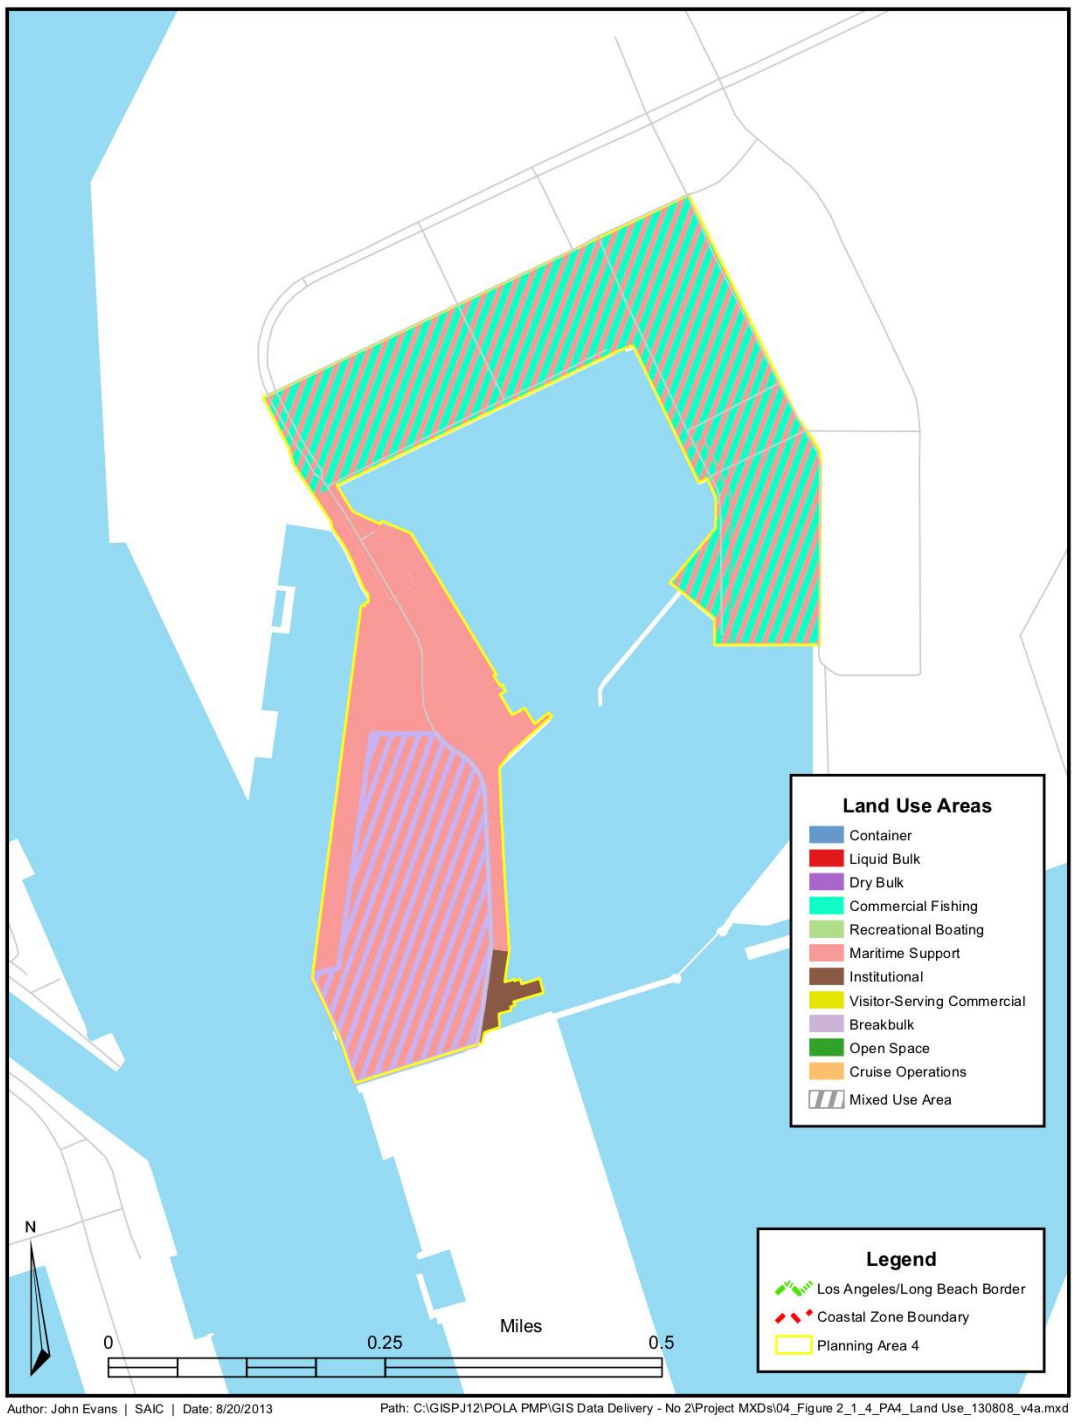 Land Use Areas
Container
Liquid Bulk
Dry Bulk
Commercial Fishing
Recreational Boating
Maritime Support
Institutional
Visitor-Serving Commercial
Breakbulk
Open Space
Cruise Operations
Mixed Use Area
N
Legend
Los Angeles/Long Beach Border
Coastal Zone Boundary
Planning Area 4
Miles
0 0.25 0.5
Author: John Evans | SAIC | Date: 8/20/2013 Path: C:\GISPJ12\POLA PMP\GIS Data Delivery - No 2\Project MXDs\04_Figure 2_1_4_PA4_Land Use_130808_v4a.mxd